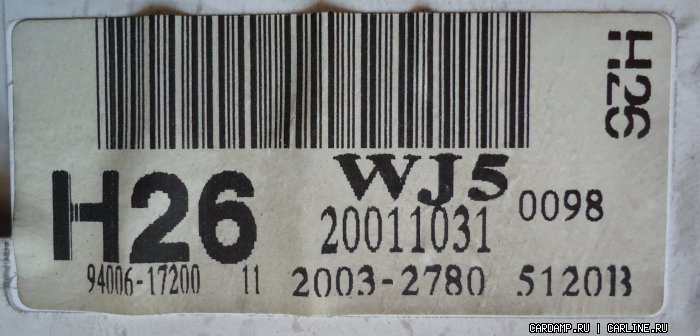 H26
WJ5
H26 20011031 0098
94006-17200 11 2003-2780 5120B
CARDAMP.RU | CARLINE.RU